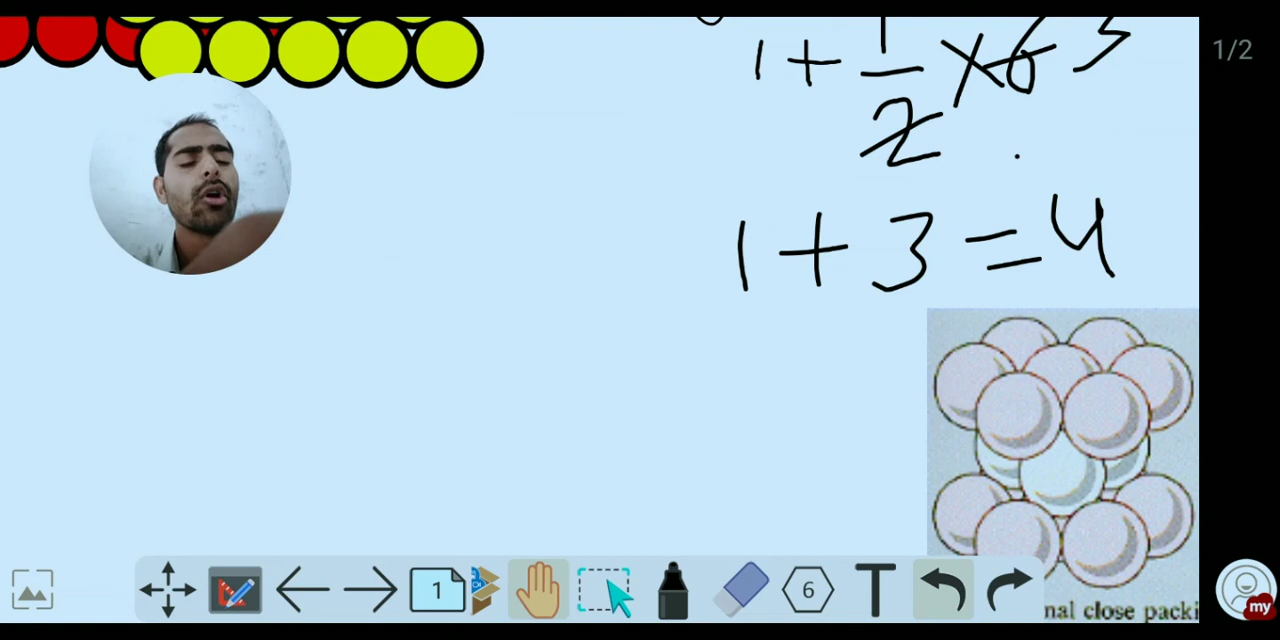 1 + 1/2 × 6 3
1/2
1 + 3 = 4
1
6
T
nal close packi
my